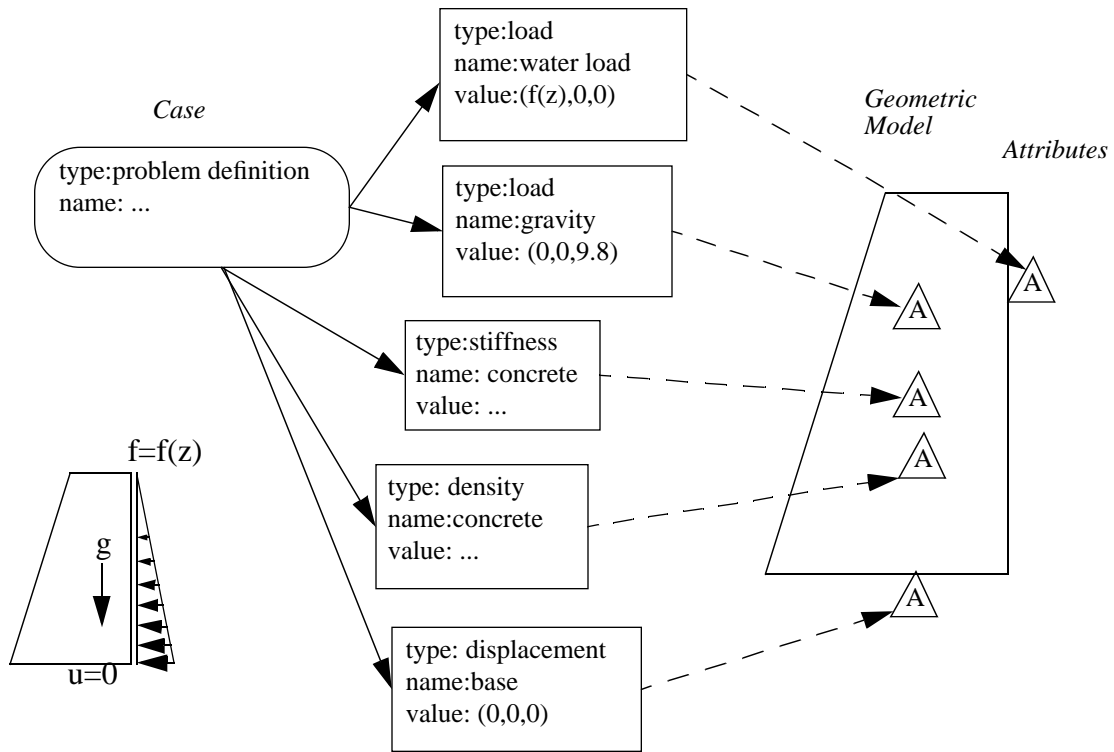 Case
type:problem definition
name: ...
type:load
name:water load
value:(f(z),0,0)
type:load
name:gravity
value: (0,0,9.8)
type:stiffness
name: concrete
value: ...
type: density
name:concrete
value: ...
type: displacement
name:base
value: (0,0,0)
Geometric
Model
Attributes
A
A
A
A
A
f=f(z)
g
u=0